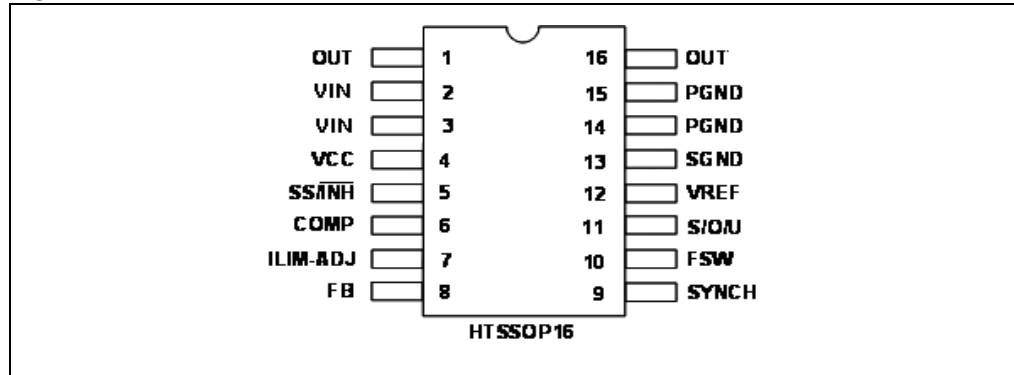 OUT 1 16 OUT
VIN 2 15 PGND
VIN 3 14 PGND
VCC 4 13 SGND
SS/I̅N̅H̅ 5 12 VREF
COMP 6 11 S/O/U
ILIM-ADJ 7 10 FSW
FB 8 9 SYNCH
HTSSOP16